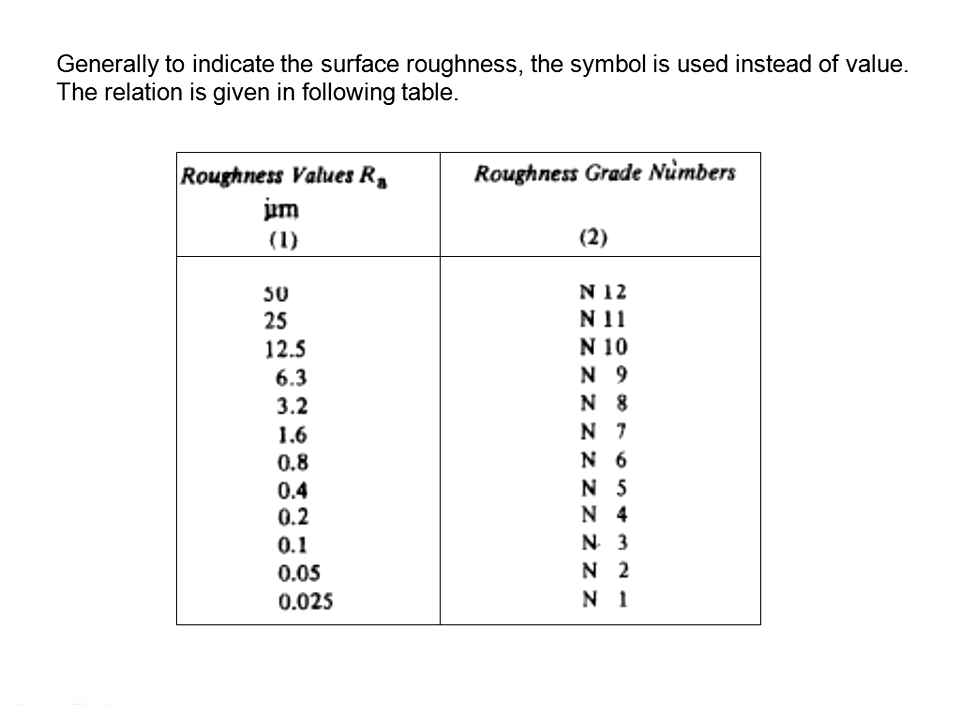 Generally to indicate the surface roughness, the symbol is used instead of value.
The relation is given in following table.
Roughness Values Ra Roughness Grade Numbers
µm
(1) (2)
50 N 12
25 N 11
12.5 N 10
6.3 N 9
3.2 N 8
1.6 N 7
0.8 N 6
0.4 N 5
0.2 N 4
0.1 N 3
0.05 N 2
0.025 N 1